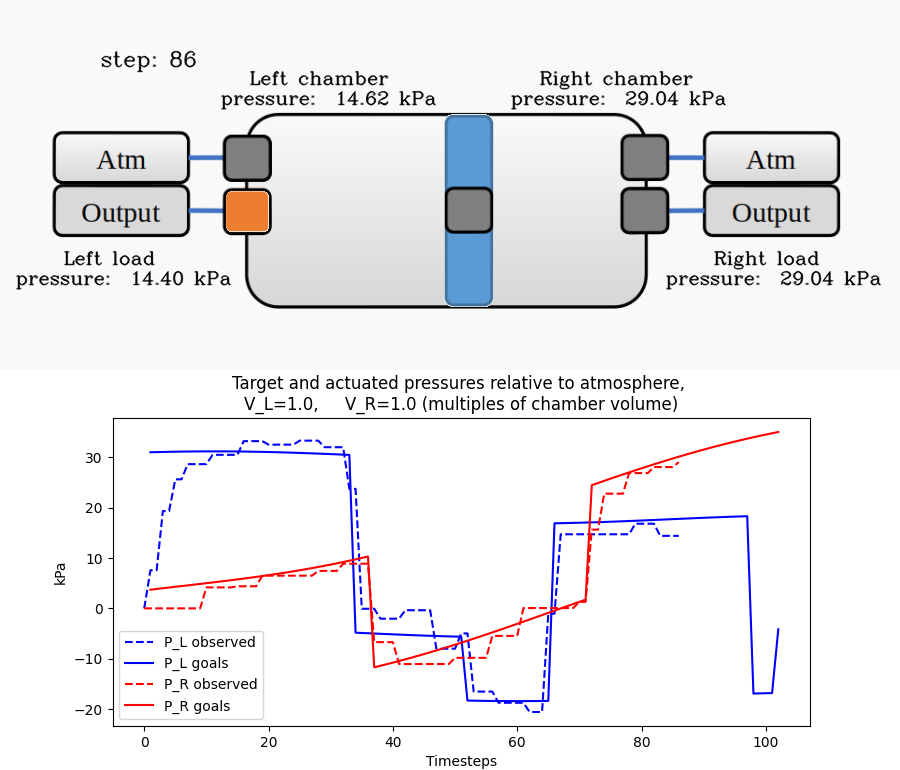 step: 86
Left chamber
pressure: 14.62 kPa
Right chamber
pressure: 29.04 kPa
Atm
Atm
Output
Output
Left load
pressure: 14.40 kPa
Right load
pressure: 29.04 kPa
Target and actuated pressures relative to atmosphere,
V_L=1.0, V_R=1.0 (multiples of chamber volume)
kPa
30
20
10
0
−10
−20
P_L observed
P_L goals
P_R observed
P_R goals
0 20 40 60 80 100
Timesteps